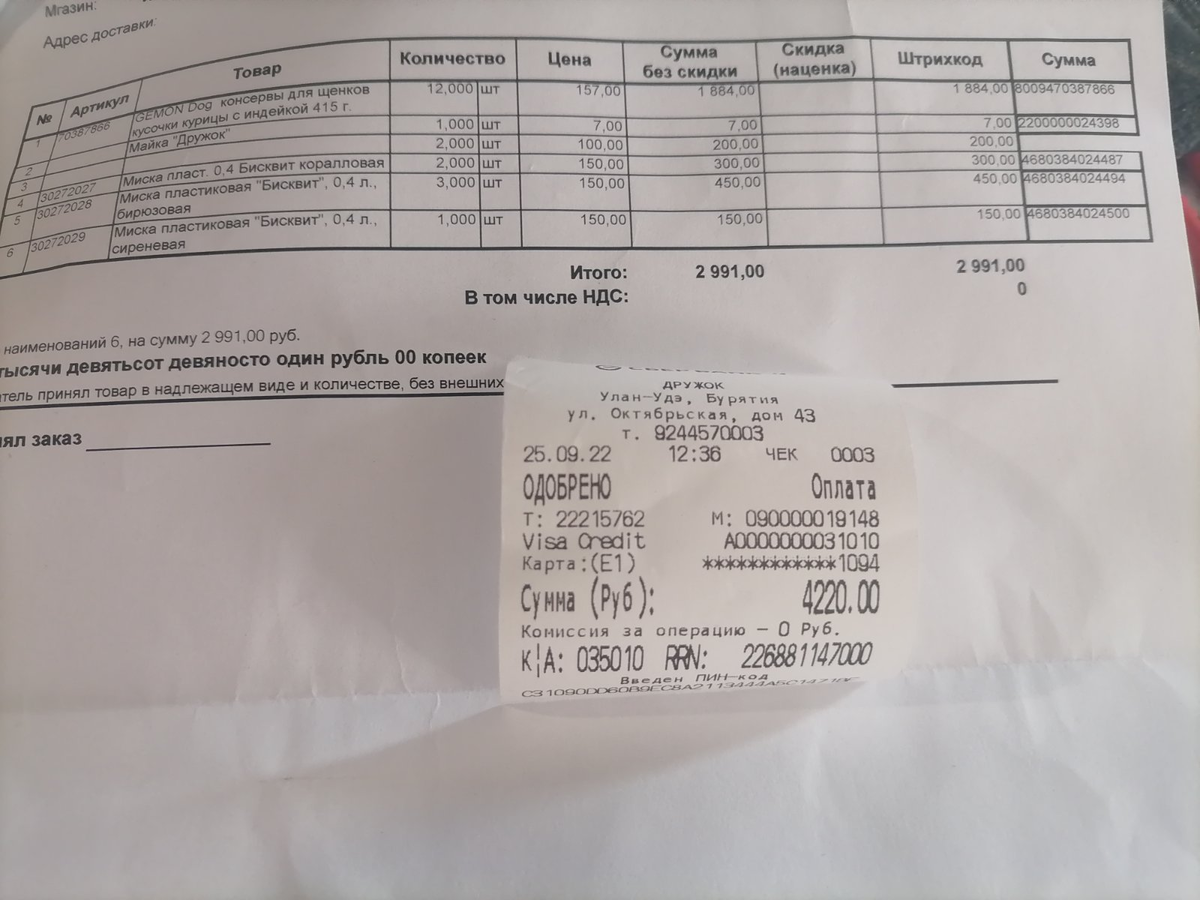 Мгазин:
Адрес доставки:
№ Артикул Товар Количество Цена Сумма без скидки Скидка (наценка) Штрихкод Сумма
1 70387866 GEMON Dog консервы для щенков кусочки курицы с индейкой 415 г. 12,000 шт 157,00 1 884,00 1 884,00 8009470387866
2 Майка "Дружок" 1,000 шт 7,00 7,00 7,00 2200000024398
3 2,000 шт 100,00 200,00 200,00
4 30272027 Миска пласт. 0,4 Бисквит коралловая 2,000 шт 150,00 300,00 300,00 4680384024487
5 30272028 Миска пластиковая "Бисквит", 0,4 л., бирюзовая 3,000 шт 150,00 450,00 450,00 4680384024494
6 30272029 Миска пластиковая "Бисквит", 0,4 л., сиреневая 1,000 шт 150,00 150,00 150,00 4680384024500
Итого: 2 991,00 2 991,00
В том числе НДС: 0
наименований 6, на сумму 2 991,00 руб.
тысячи девятьсот девяносто один рубль 00 копеек
тель принял товар в надлежащем виде и количестве, без внешних
ял заказ
ДРУЖОК
Улан-Удэ, Бурятия
ул. Октябрьская, дом 43
т. 9244570003
25.09.22 12:36 ЧЕК 0003
ОДОБРЕНО Оплата
Т: 22215762 М: 090000019148
Visa Credit A0000000031010
Карта:(E1) ************1094
Сумма (Руб): 4220.00
Комиссия за операцию – 0 Руб.
К|А: 035010 RRN: 226881147000
Введен ПИН-код